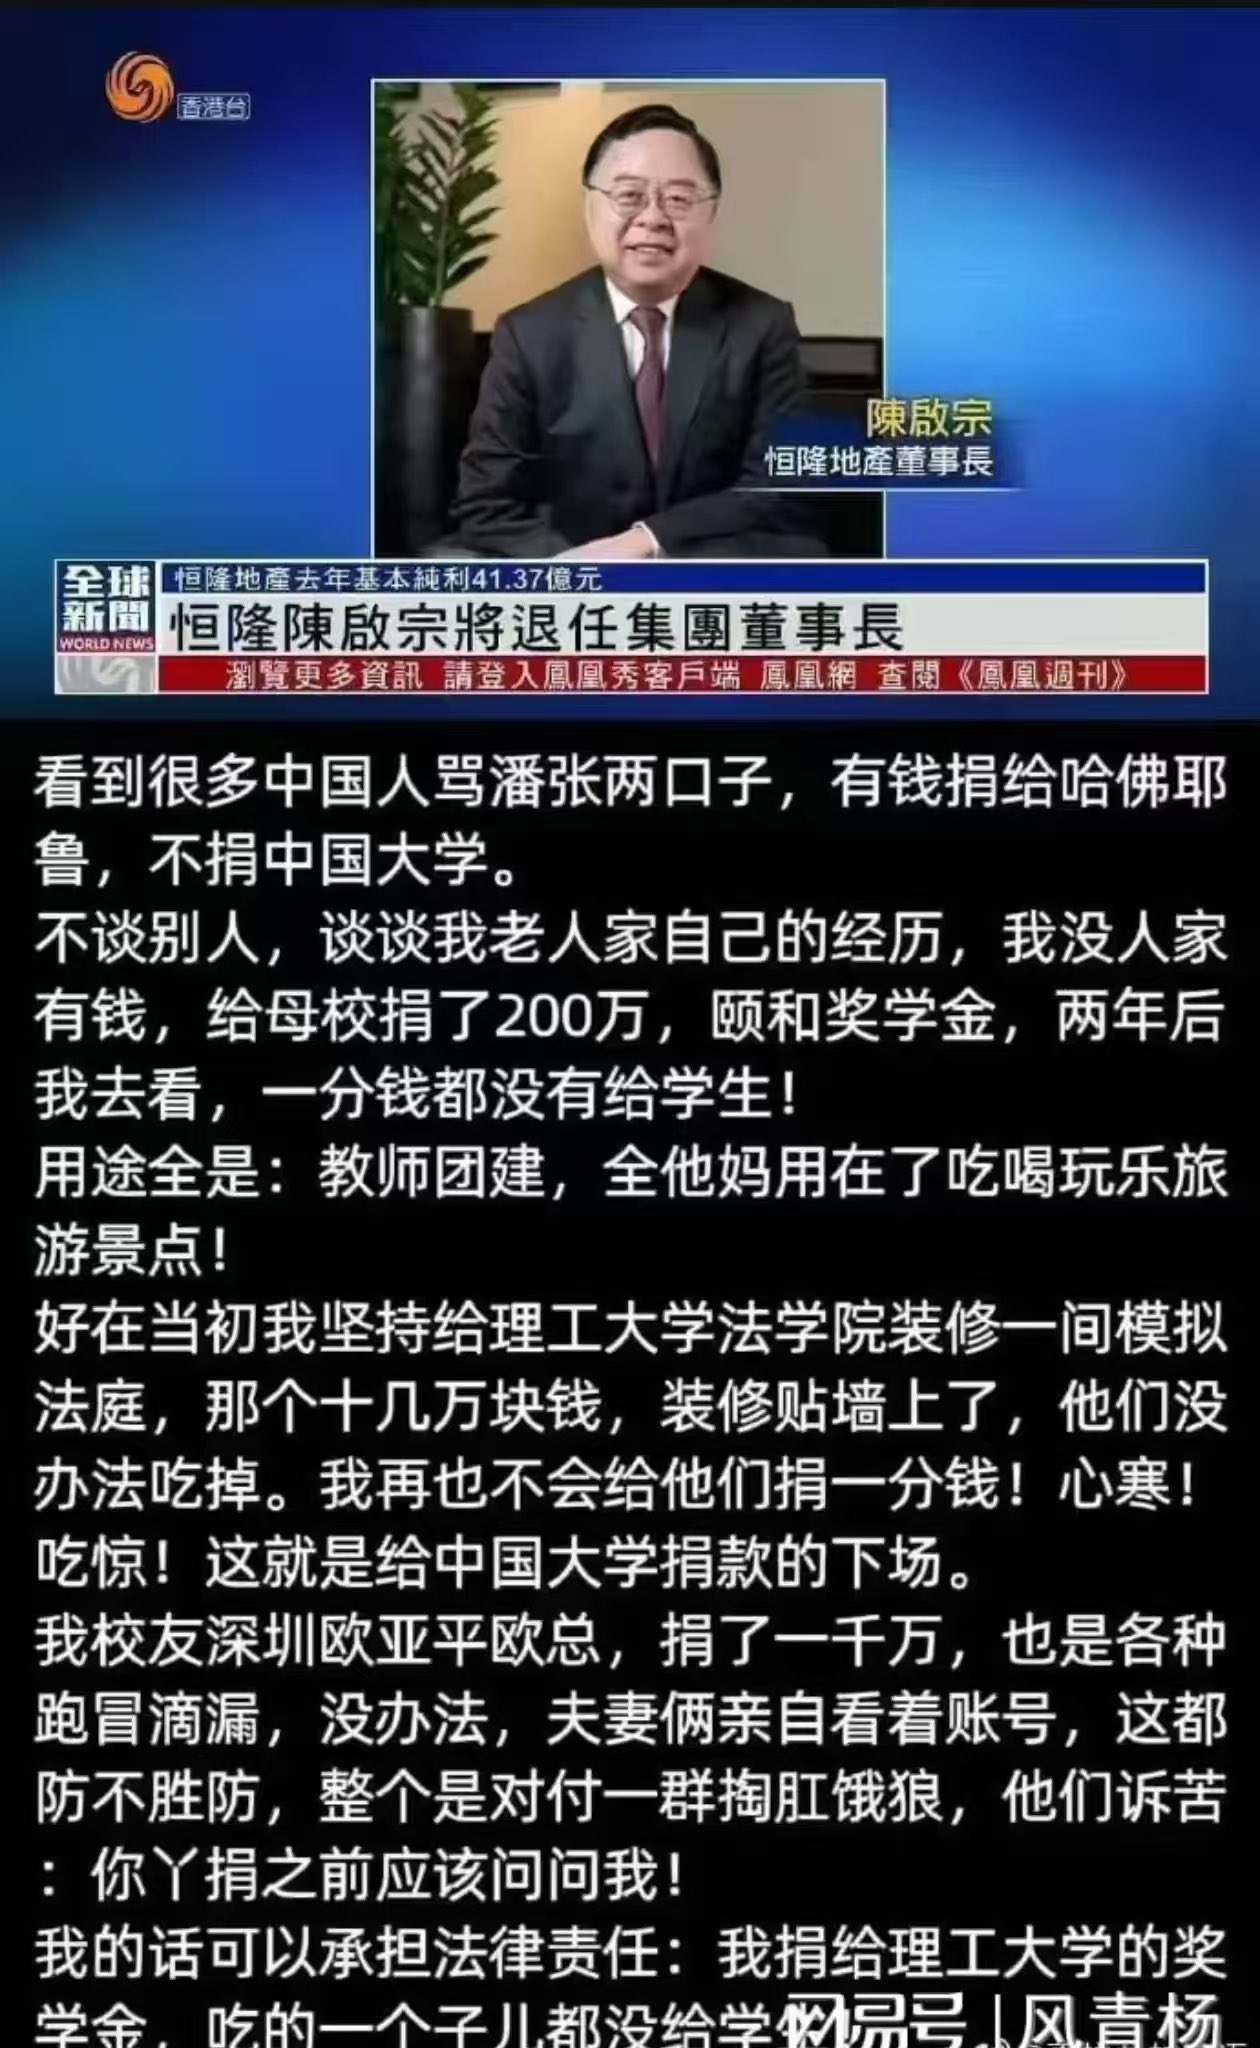 香港台
陳啟宗
恒隆地產董事長
全球
新聞
WORLD NEWS
恒隆地產去年基本純利41.37億元
恒隆陳啟宗將退任集團董事長
瀏覽更多資訊 請登入鳳凰秀客戶端 鳳凰網 查閱《鳳凰週刊》
看到很多中国人骂潘张两口子，有钱捐给哈佛耶
鲁，不捐中国大学。
不谈别人，谈谈我老人家自己的经历，我没人家
有钱，给母校捐了200万，颐和奖学金，两年后
我去看，一分钱都没有给学生！
用途全是：教师团建，全他妈用在了吃喝玩乐旅
游景点！
好在当初我坚持给理工大学法学院装修一间模拟
法庭，那个十几万块钱，装修贴墙上了，他们没
办法吃掉。我再也不会给他们捐一分钱！心寒！
吃惊！这就是给中国大学捐款的下场。
我校友深圳欧亚平欧总，捐了一千万，也是各种
跑冒滴漏，没办法，夫妻俩亲自看着账号，这都
防不胜防，整个是对付一群掏肛饿狼，他们诉苦
：你丫捐之前应该问问我！
我的话可以承担法律责任：我捐给理工大学的奖
学金，吃的一个子儿都没给学
网易号 | 风青杨